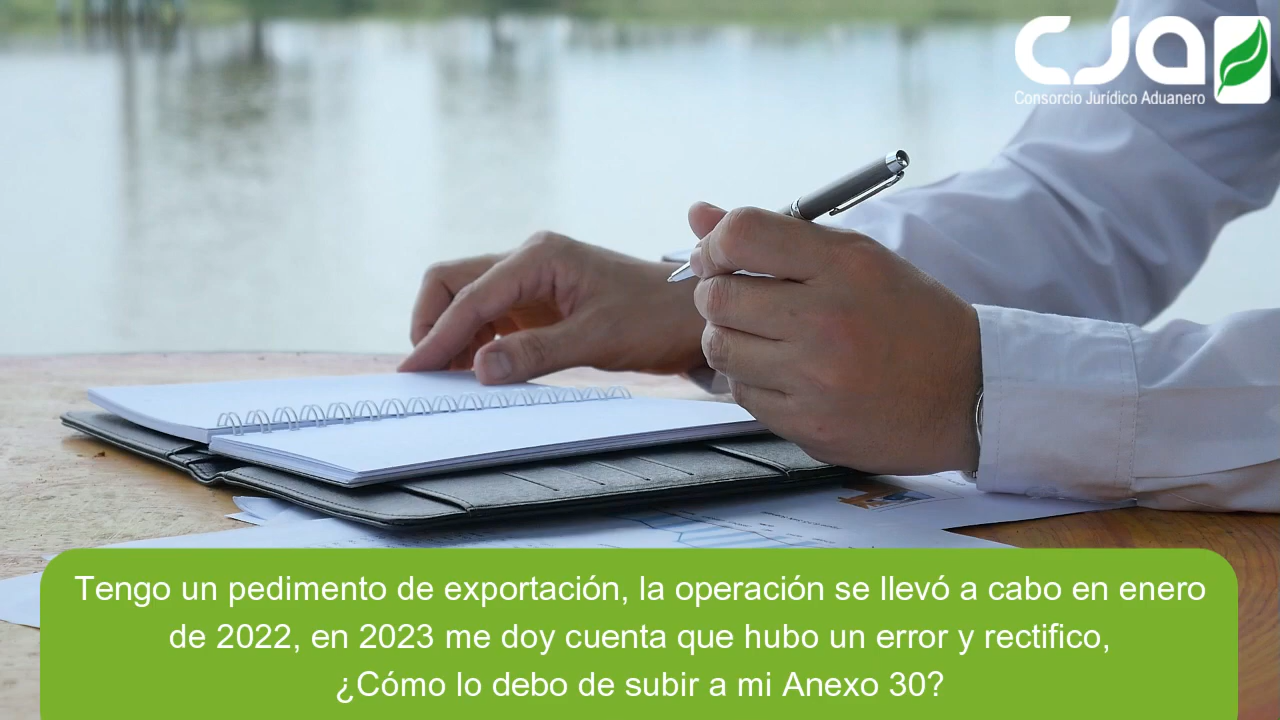 CJA
Consorcio Jurídico Aduanero
Tengo un pedimento de exportación, la operación se llevó a cabo en enero
de 2022, en 2023 me doy cuenta que hubo un error y rectifico,
¿Cómo lo debo de subir a mi Anexo 30?